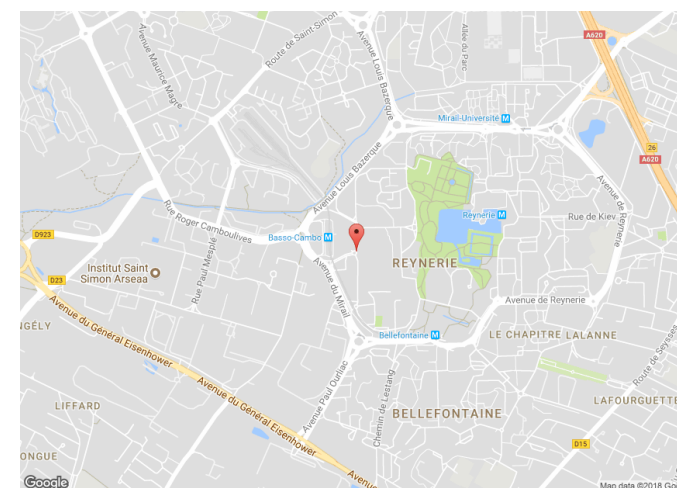 Avenue Maurice Magre
Route de Saint-Simon
Avenue Louis Bazerque
Allée du Parc
A620
Mirail-Université M
26
A620
Avenue Louis Bazerque
Avenue de Reynerie
Rue Roger Camboulives
Reynerie M
Rue de Kiev
D923
Basso-Cambo M
Institut Saint
Simon Arseaa
Rue Paul Mesplé
REYNERIE
D23
Avenue du Mirail
Avenue de Reynerie
NGÉLY
Avenue du Général Eisenhower
Bellefontaine M
LE CHAPITRE
LALANNE
Route de Seysses
Avenue du Général Eisenhower
Avenue Paul Ourliac
Chemin de Lestang
LIFFARD
BELLEFONTAINE
LAFOURGUETTE
D15
ONGUE
Avenue
Google
Map data ©2018 Goo